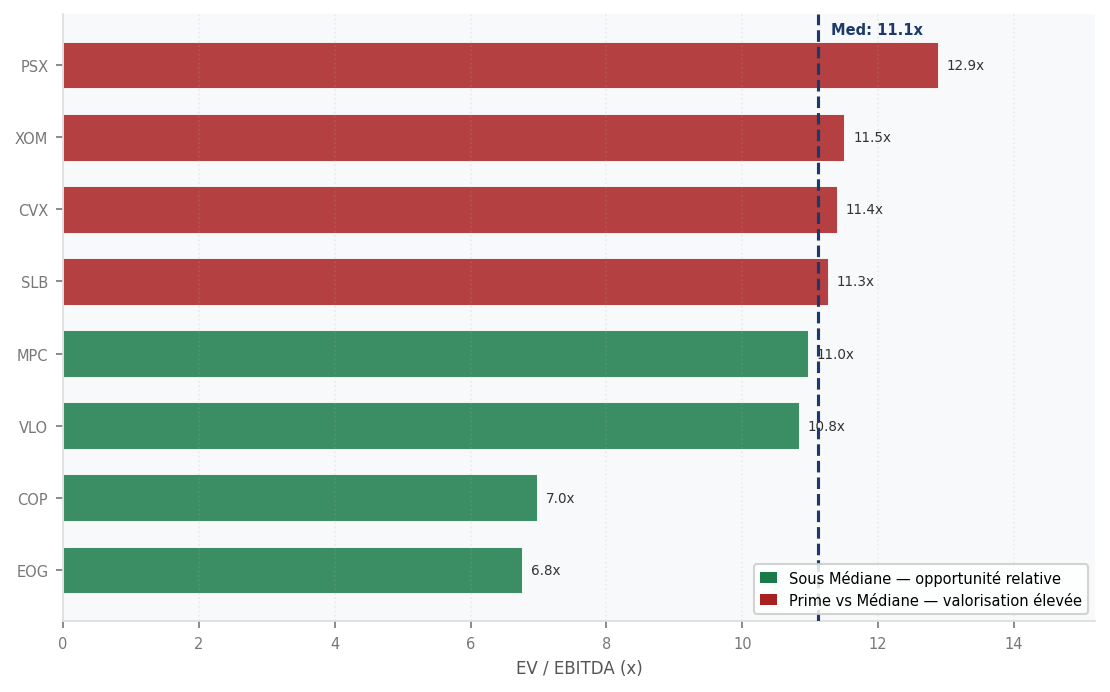 Med: 11.1x
PSX 12.9x
XOM 11.5x
CVX 11.4x
SLB 11.3x
MPC 11.0x
VLO 10.8x
COP 7.0x
EOG 6.8x
Sous Médiane — opportunité relative
Prime vs Médiane — valorisation élevée
0 2 4 6 8 10 12 14
EV / EBITDA (x)